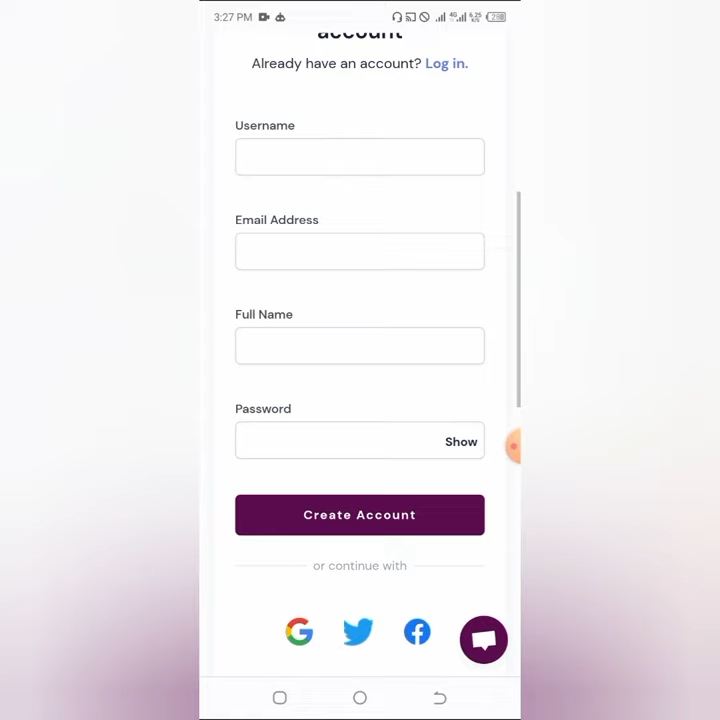 3:27 PM
account
Already have an account? Log in.
Username
Email Address
Full Name
Password
Show
Create Account
or continue with